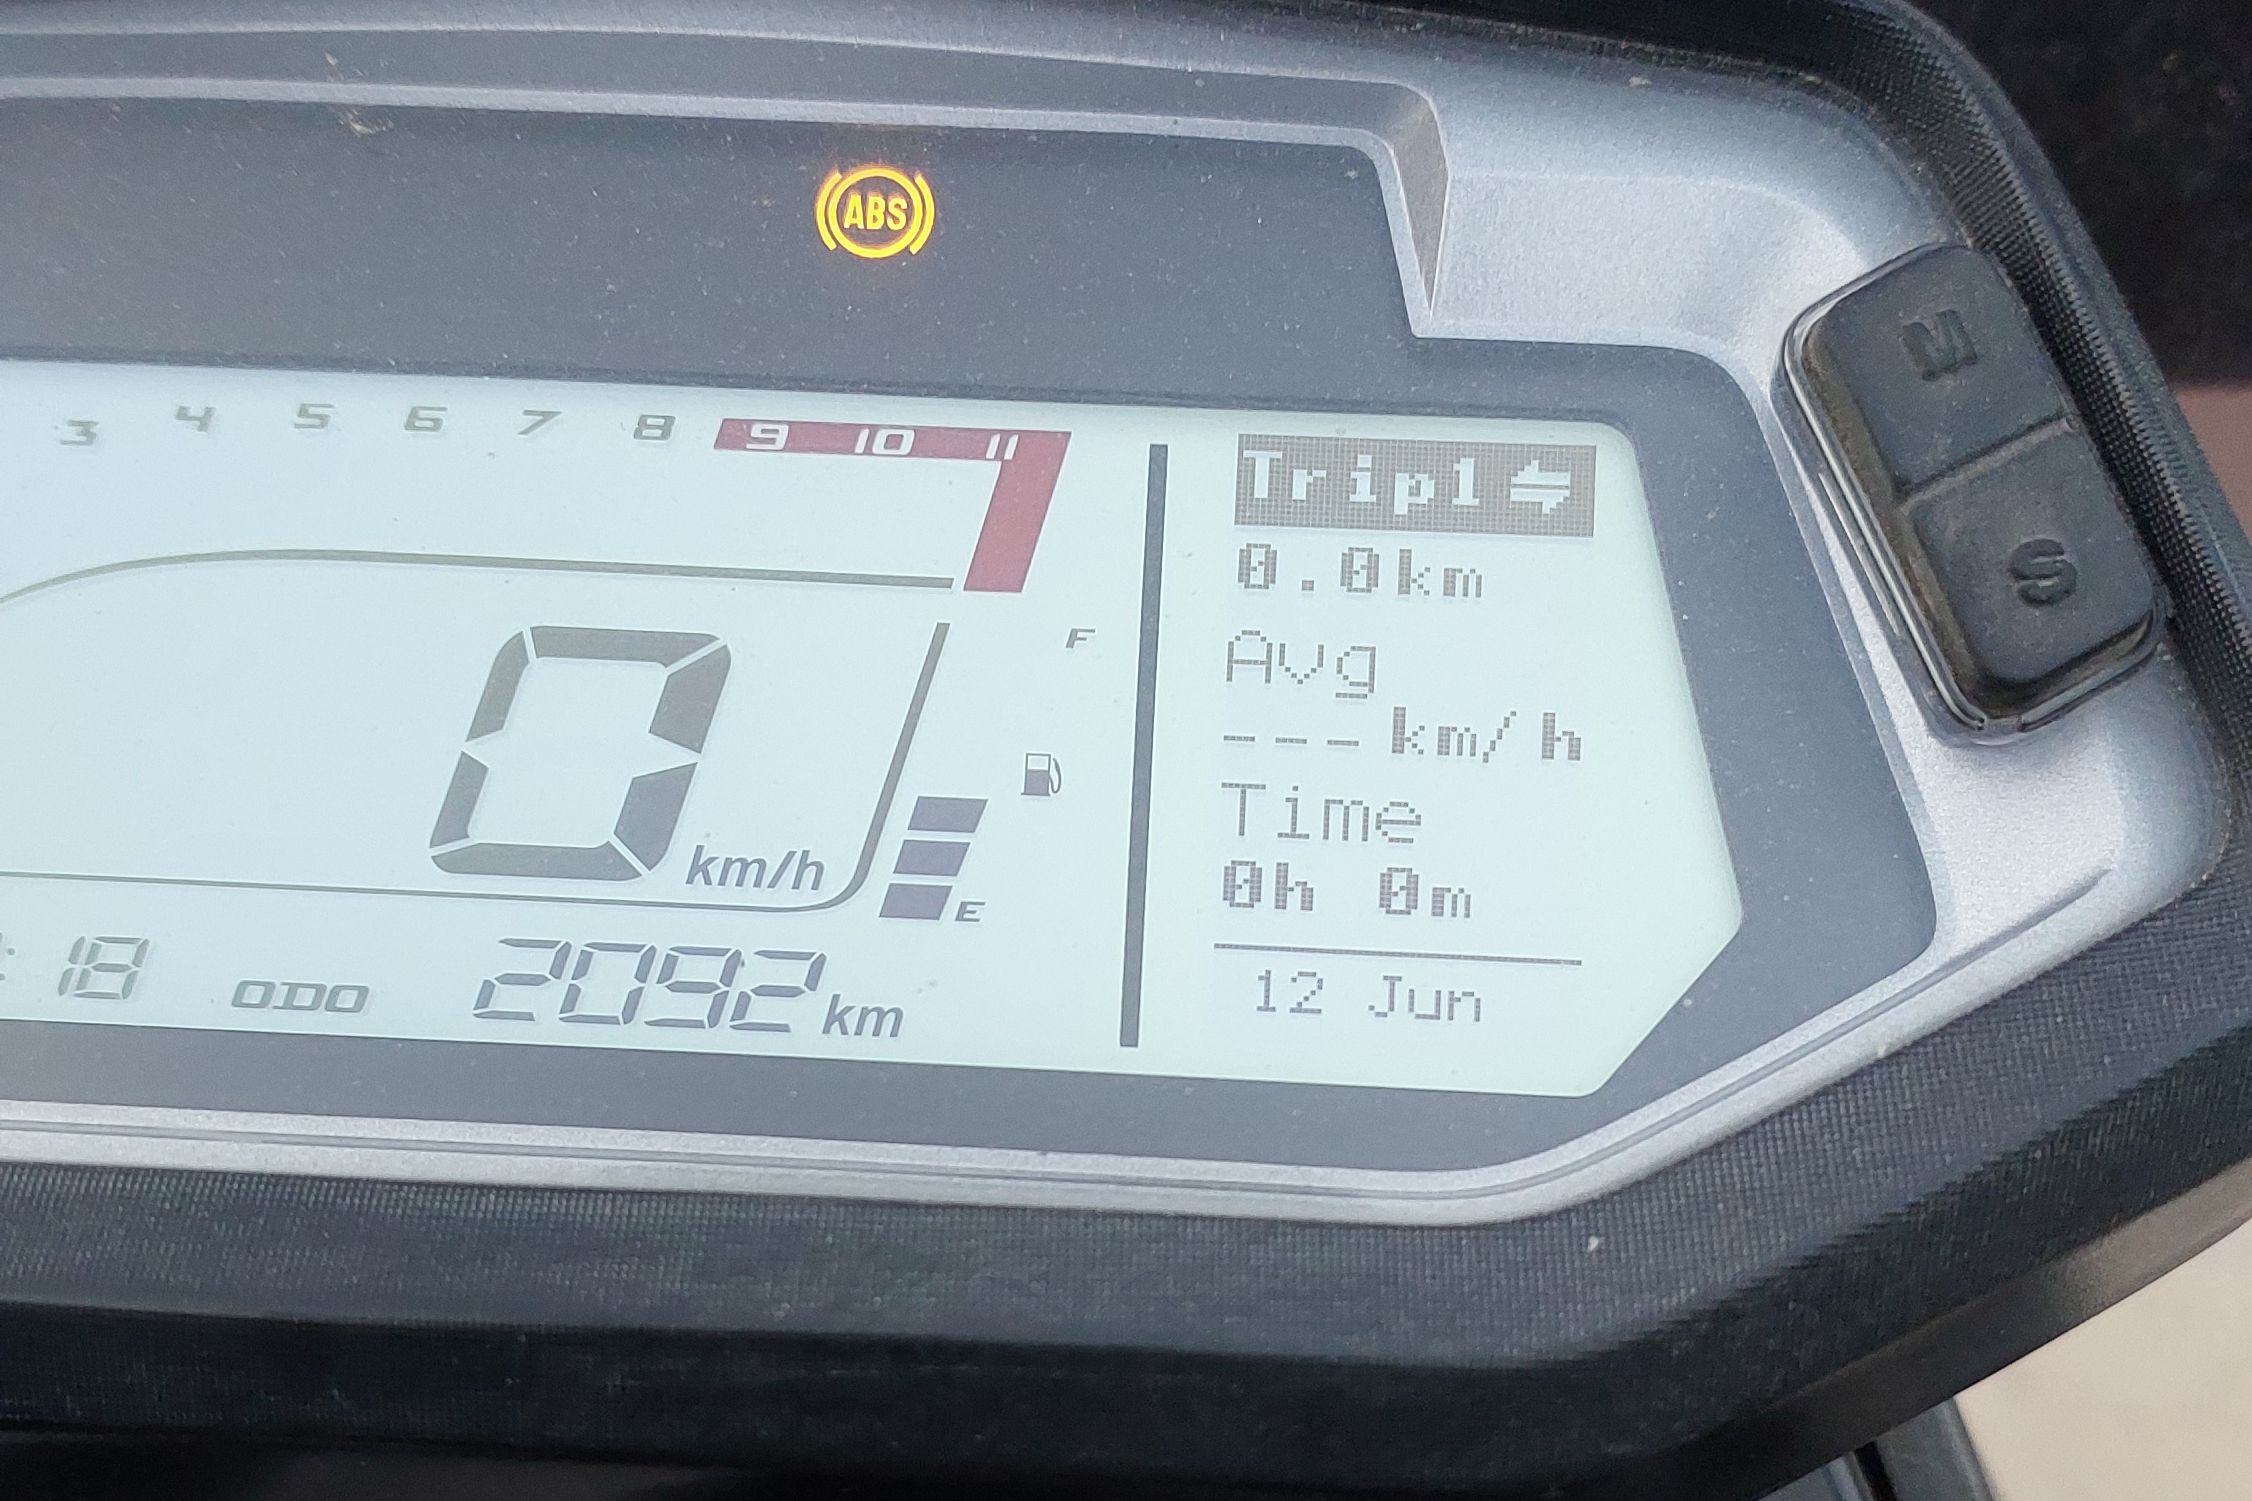 ABS
3 4 5 6 7 8 9 10 11
0 km/h
F
E
:18 ODO 2092 km
Trip1
0.0km
Avg
---km/h
Time
0h 0m
12 Jun
M
S